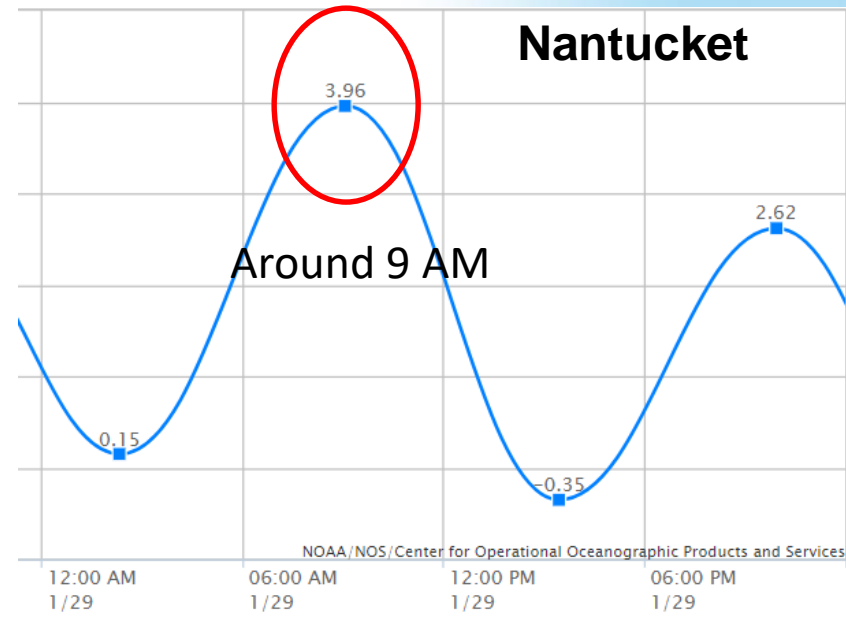 Nantucket
3.96
2.62
Around 9 AM
0.15
-0.35
NOAA/NOS/Center for Operational Oceanographic Products and Services
12:00 AM 06:00 AM 12:00 PM 06:00 PM
1/29 1/29 1/29 1/29